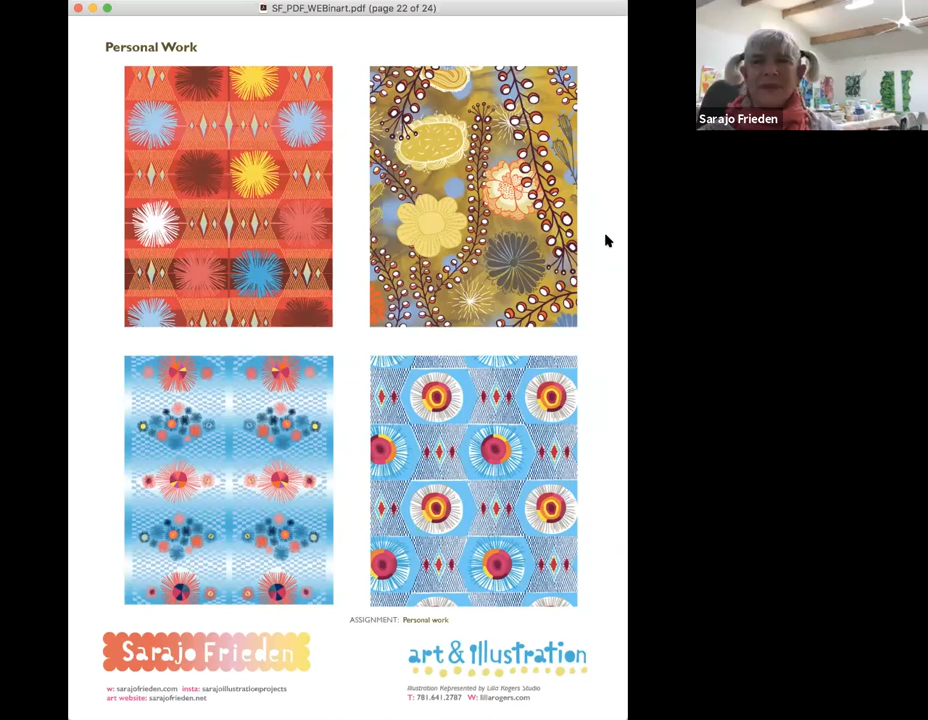 SF_PDF_WEBinart.pdf (page 22 of 24)
Personal Work
Sarajo Frieden
ASSIGNMENT: Personal work
Sarajo Frieden
art & illustration
w: sarajofrieden.com insta: sarajoillustrationprojects
art website: sarajofrieden.net
Illustration Represented by Lilla Rogers Studio
T: 781.641.2787 W: lillarogers.com